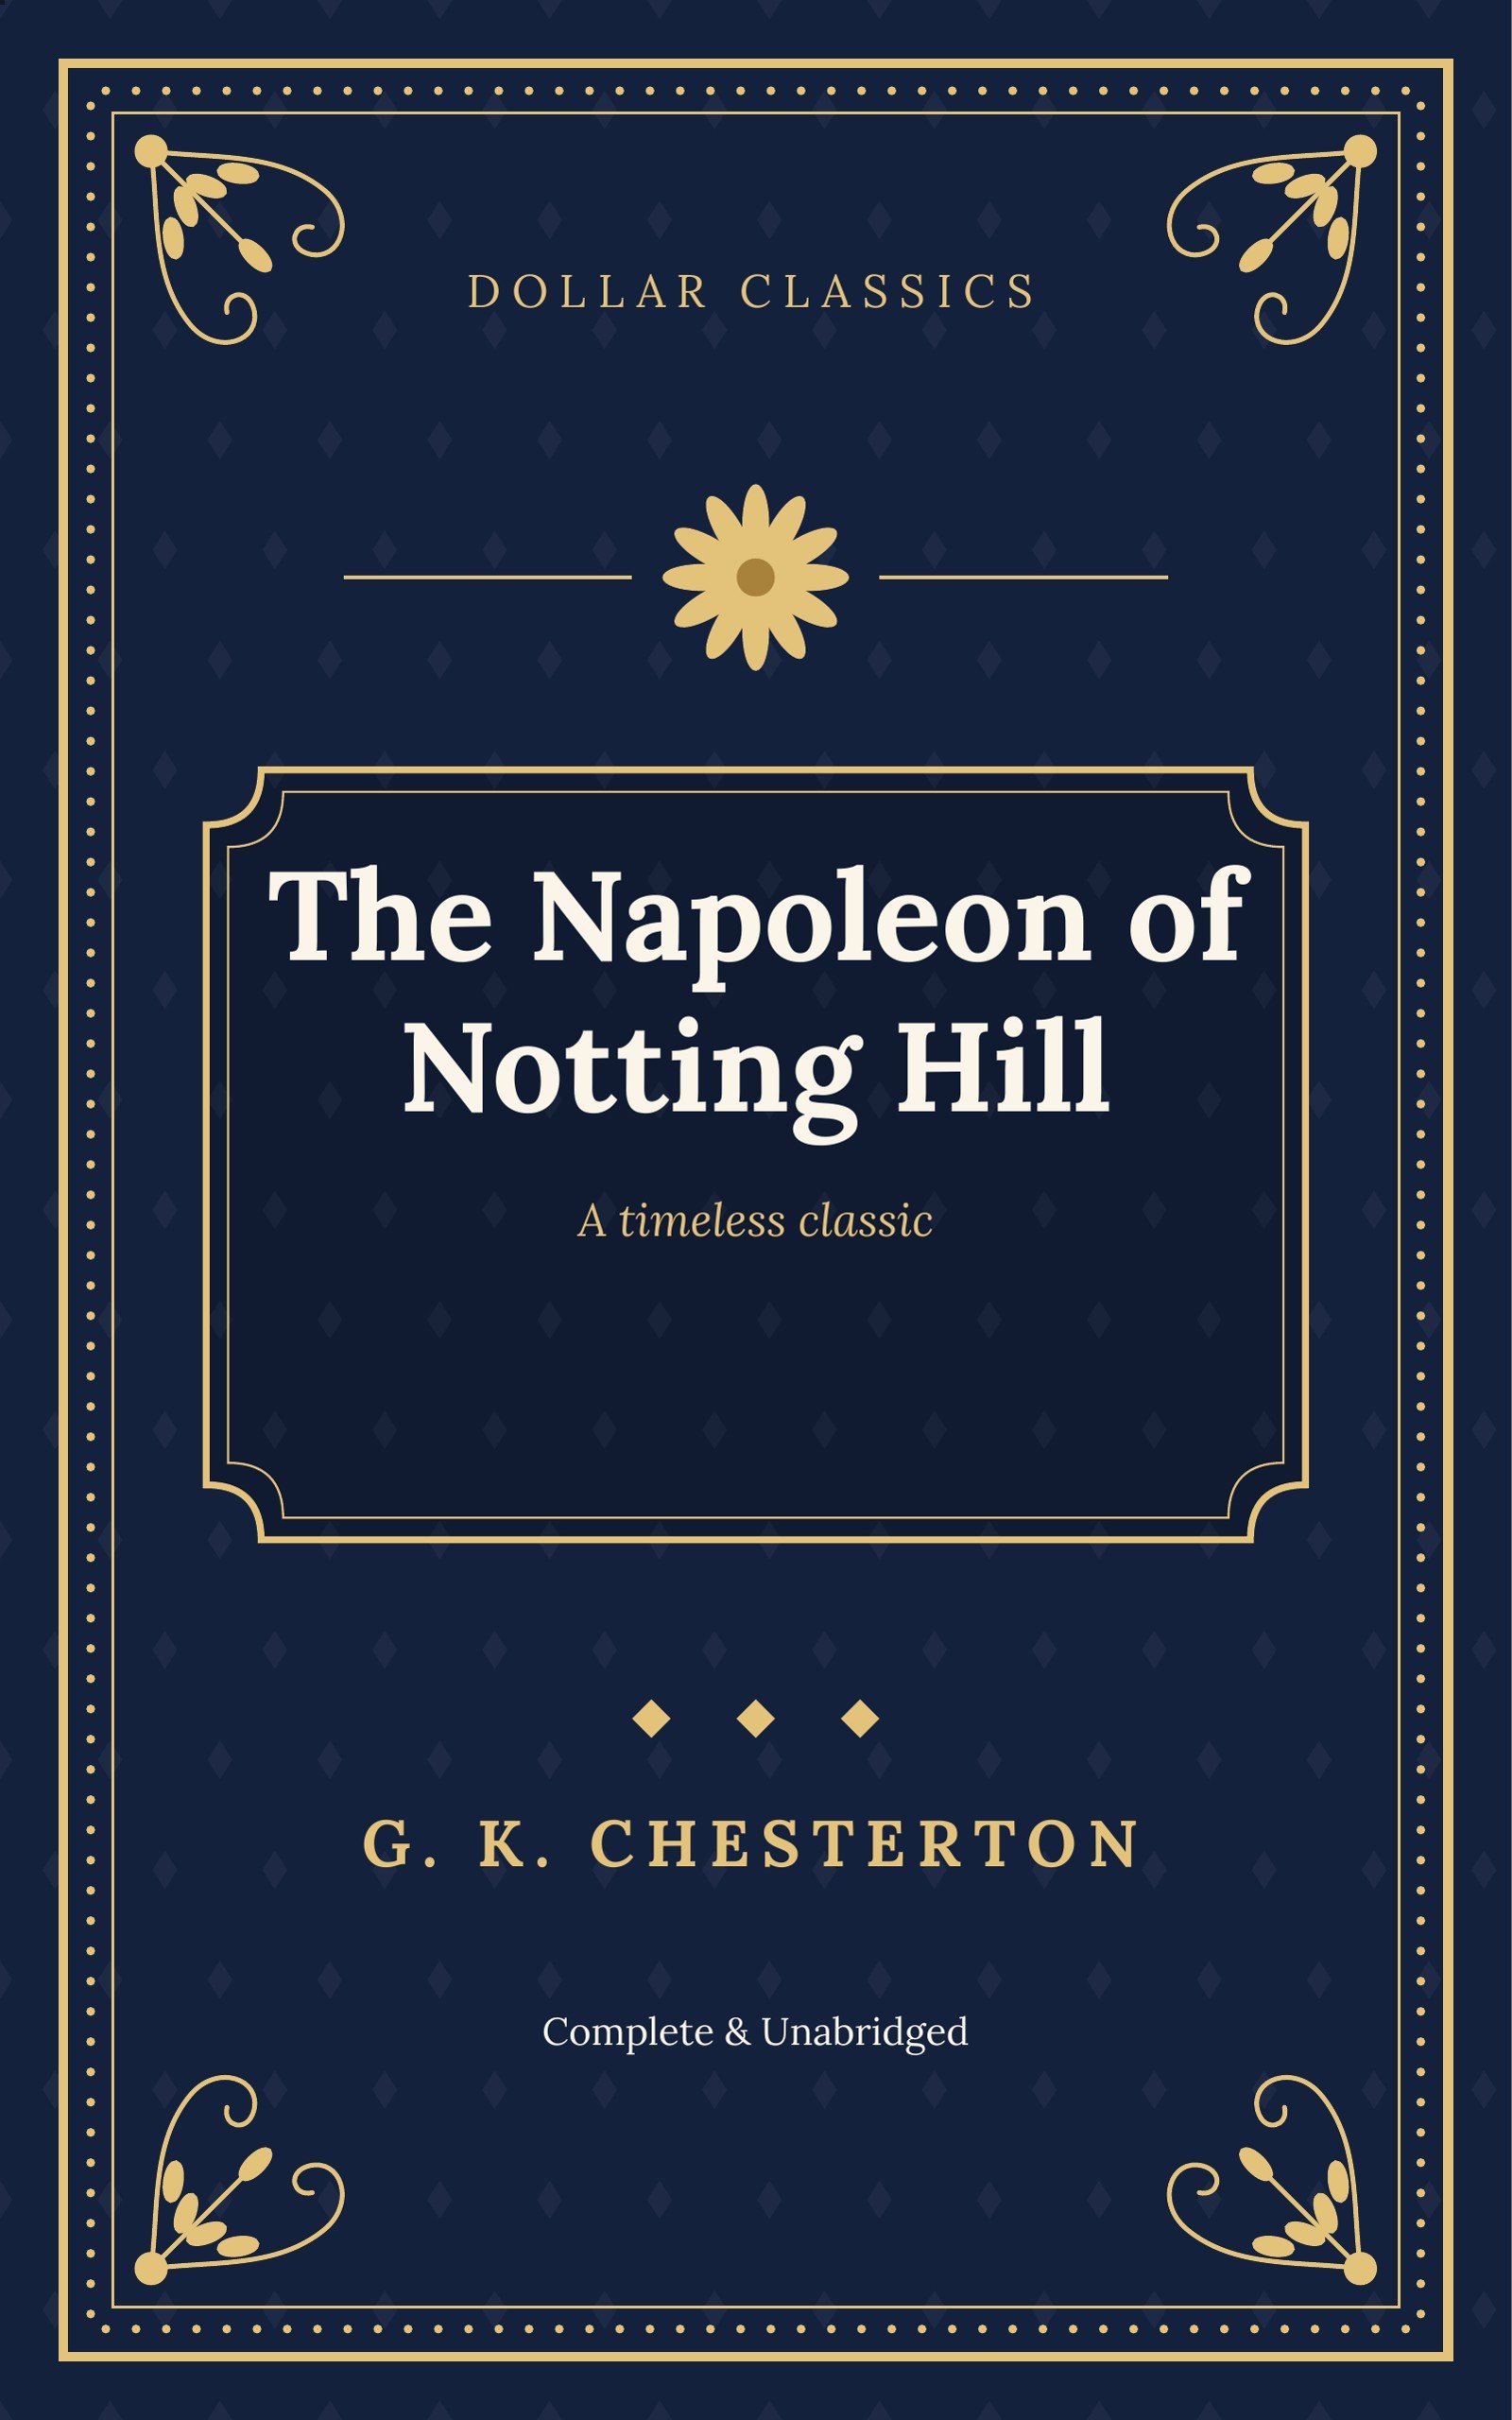 DOLLAR CLASSICS
The Napoleon of
Notting Hill
A timeless classic
G. K. CHESTERTON
Complete & Unabridged